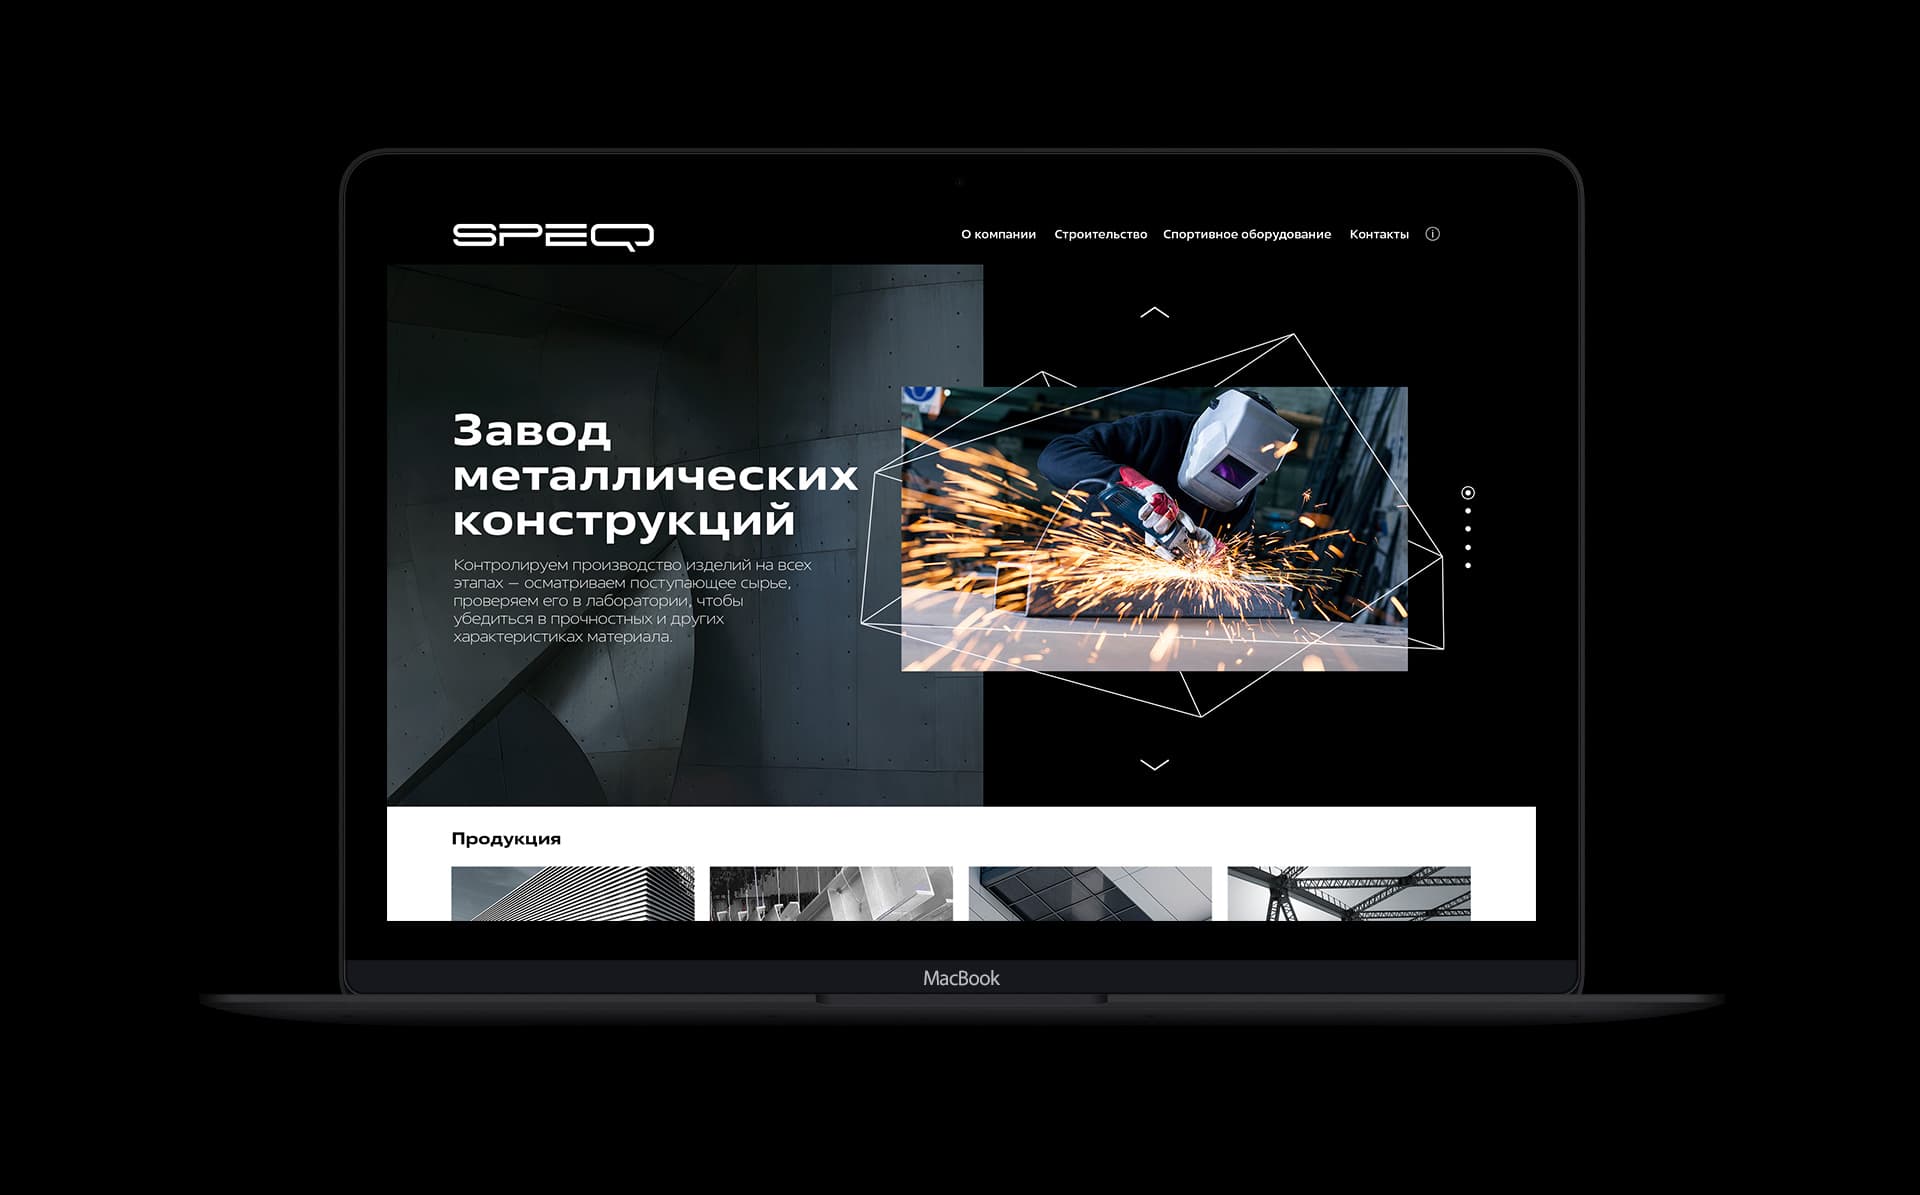 SPEQ
О компании Строительство Спортивное оборудование Контакты
Завод
металлических
конструкций
Контролируем производство изделий на всех
этапах — осматриваем поступающее сырье,
проверяем его в лаборатории, чтобы
убедиться в прочностных и других
характеристиках материала.
Продукция
MacBook